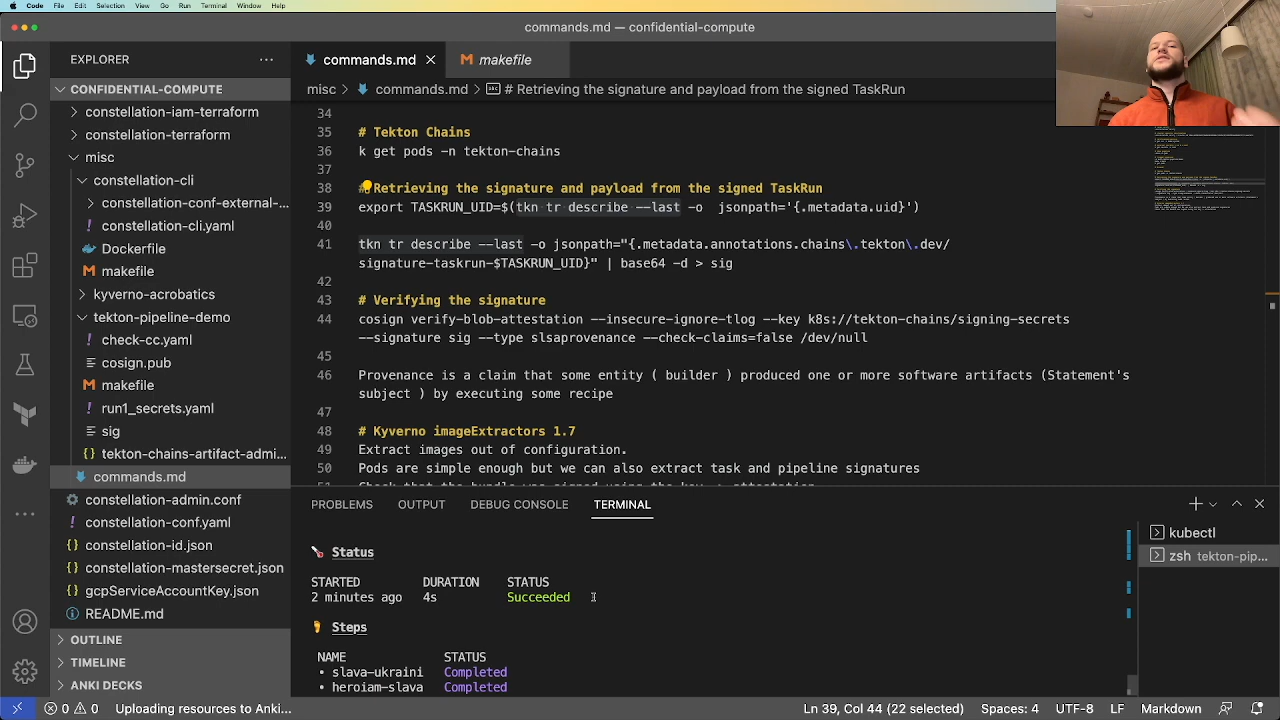 Code File Edit Selection View Go Run Terminal Window Help
commands.md — confidential-compute
EXPLORER
commands.md
makefile
CONFIDENTIAL-COMPUTE
misc > commands.md > # Retrieving the signature and payload from the signed TaskRun
constellation-iam-terraform
constellation-terraform
misc
constellation-cli
constellation-conf-external-...
constellation-cli.yaml
Dockerfile
makefile
kyverno-acrobatics
tekton-pipeline-demo
check-cc.yaml
cosign.pub
makefile
run1_secrets.yaml
sig
tekton-chains-artifact-admi...
commands.md
constellation-admin.conf
constellation-conf.yaml
constellation-id.json
constellation-mastersecret.json
gcpServiceAccountKey.json
README.md
OUTLINE
TIMELINE
ANKI DECKS
34
35 # Tekton Chains
36 k get pods -n tekton-chains
37
38 # Retrieving the signature and payload from the signed TaskRun
39 export TASKRUN_UID=$(tkn tr describe --last -o  jsonpath='{.metadata.uid}')
40
41 tkn tr describe --last -o jsonpath="{.metadata.annotations.chains\.tekton\.dev/
signature-taskrun-$TASKRUN_UID}" | base64 -d > sig
42
43 # Verifying the signature
44 cosign verify-blob-attestation --insecure-ignore-tlog --key k8s://tekton-chains/signing-secrets
--signature sig --type slsaprovenance --check-claims=false /dev/null
45
46 Provenance is a claim that some entity ( builder ) produced one or more software artifacts (Statement's
subject ) by executing some recipe
47
48 # Kyverno imageExtractors 1.7
49 Extract images out of configuration.
50 Pods are simple enough but we can also extract task and pipeline signatures
51 Check that the bundle was signed using the key + attestation
PROBLEMS OUTPUT DEBUG CONSOLE TERMINAL
Status
STARTED DURATION STATUS
2 minutes ago 4s Succeeded
Steps
NAME STATUS
• slava-ukraini Completed
• heroiam-slava Completed
kubectl
zsh tekton-pip...
0 0 Uploading resources to Anki... Ln 39, Col 44 (22 selected) Spaces: 4 UTF-8 LF Markdown